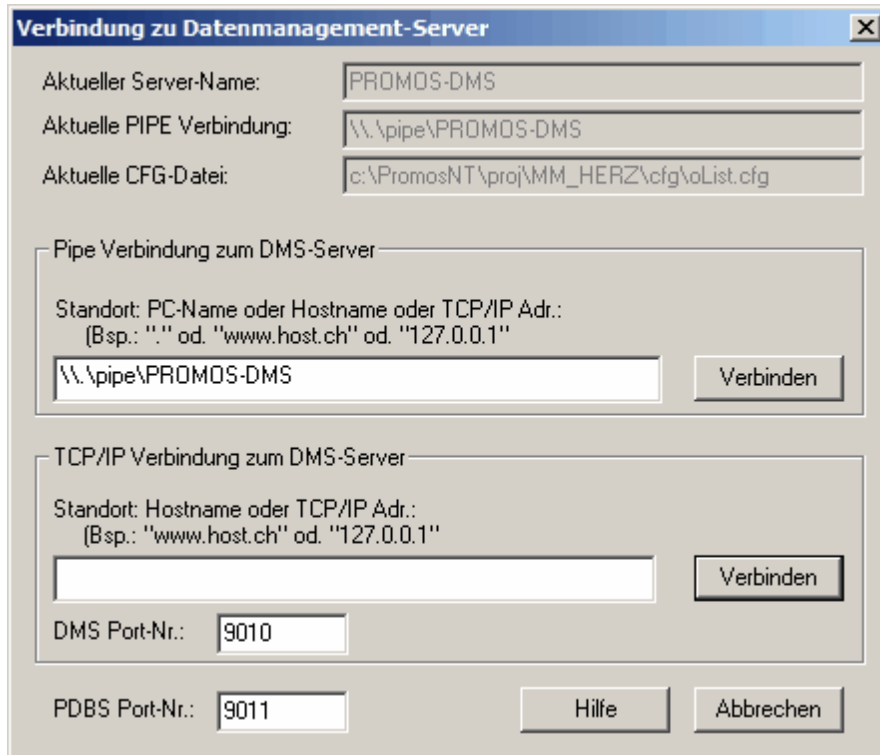 Verbindung zu Datenmanagement-Server
Aktueller Server-Name: PROMOS-DMS
Aktuelle PIPE Verbindung: \\.\pipe\PROMOS-DMS
Aktuelle CFG-Datei: c:\PromosNT\proj\MM_HERZ\cfg\oList.cfg
Pipe Verbindung zum DMS-Server
Standort: PC-Name oder Hostname oder TCP/IP Adr.:
(Bsp.: "." od. "www.host.ch" od. "127.0.0.1"
\\.\pipe\PROMOS-DMS Verbinden
TCP/IP Verbindung zum DMS-Server
Standort: Hostname oder TCP/IP Adr.:
(Bsp.: "www.host.ch" od. "127.0.0.1"
Verbinden
DMS Port-Nr.: 9010
PDBS Port-Nr.: 9011 Hilfe Abbrechen